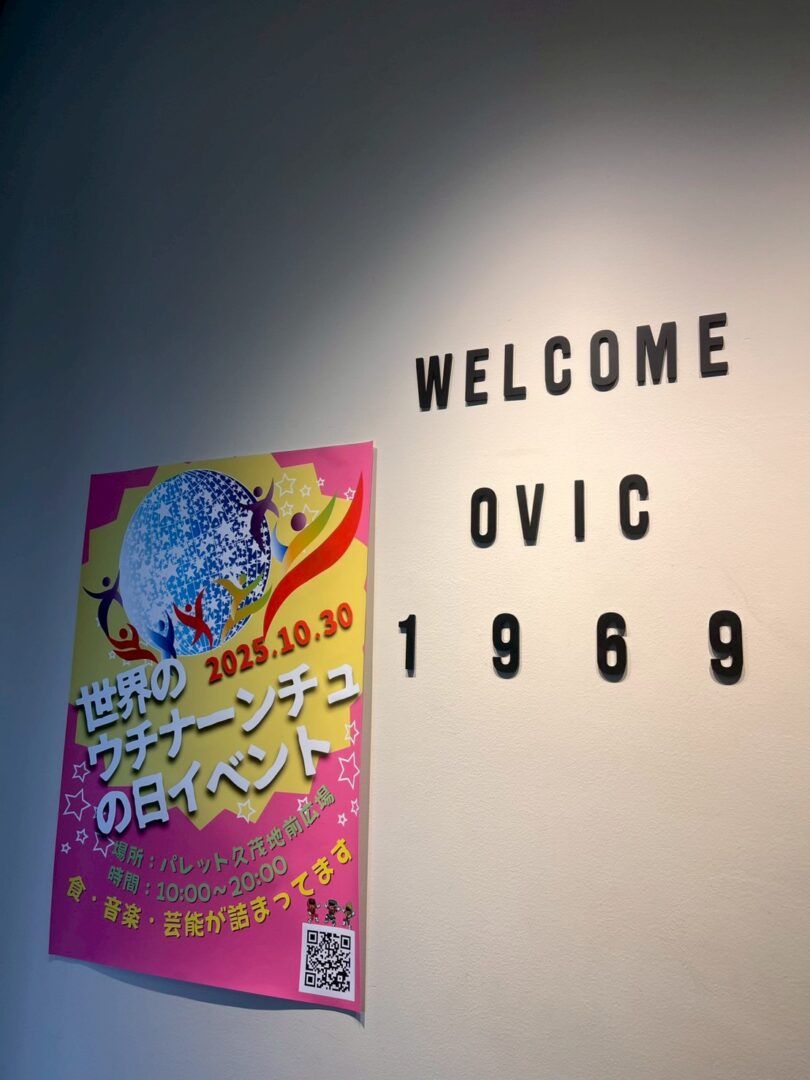 WELCOME
OVIC
1969
2025.10.30
世界の
ウチナーンチュ
の日イベント
場所：パレット久茂地前広場
時間：10:00～20:00
食・音楽・芸能が詰まってます